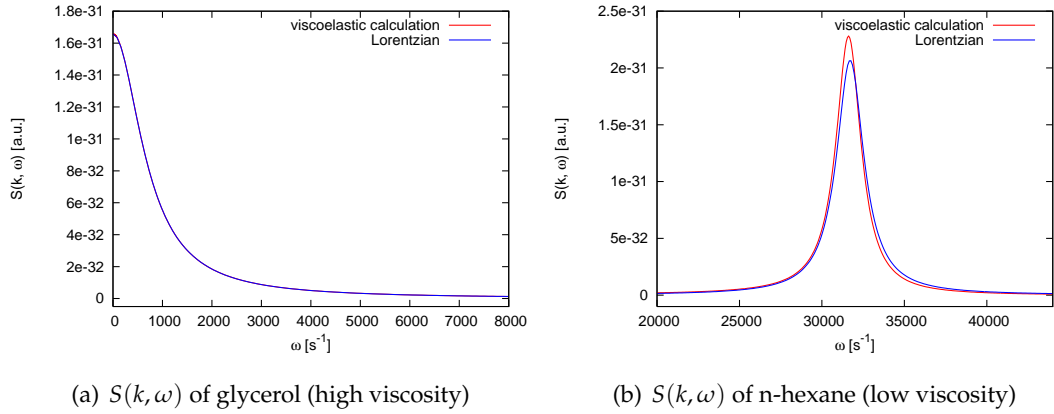 viscoelastic calculation
Lorentzian
1.6e-31
1.4e-31
1.2e-31
1e-31
8e-32
6e-32
4e-32
2e-32
0
S(k, ω) [a.u.]
0 1000 2000 3000 4000 5000 6000 7000 8000
ω [s⁻¹]
(a) S(k, ω) of glycerol (high viscosity)
viscoelastic calculation
Lorentzian
2.5e-31
2e-31
1.5e-31
1e-31
5e-32
0
S(k, ω) [a.u.]
20000 25000 30000 35000 40000
ω [s⁻¹]
(b) S(k, ω) of n-hexane (low viscosity)